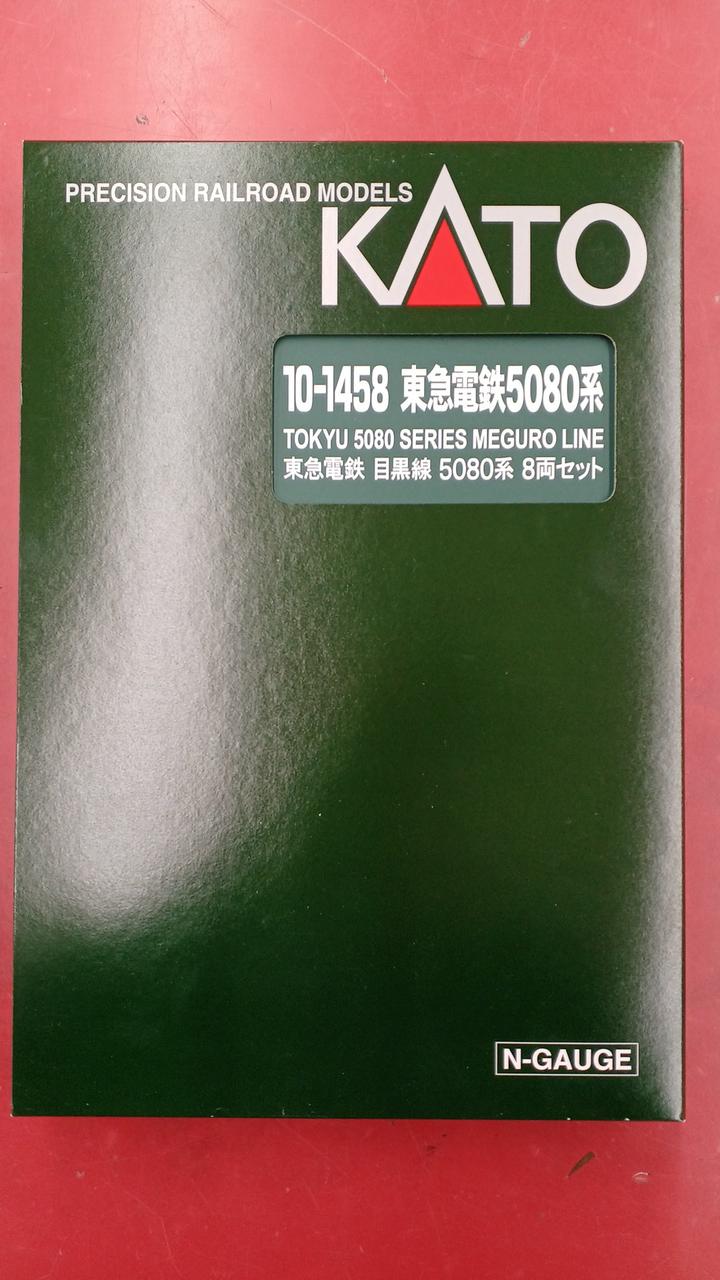 PRECISION RAILROAD MODELS
KATO
10-1458 東急電鉄5080系
TOKYU 5080 SERIES MEGURO LINE
東急電鉄 目黒線 5080系 8両セット
N-GAUGE